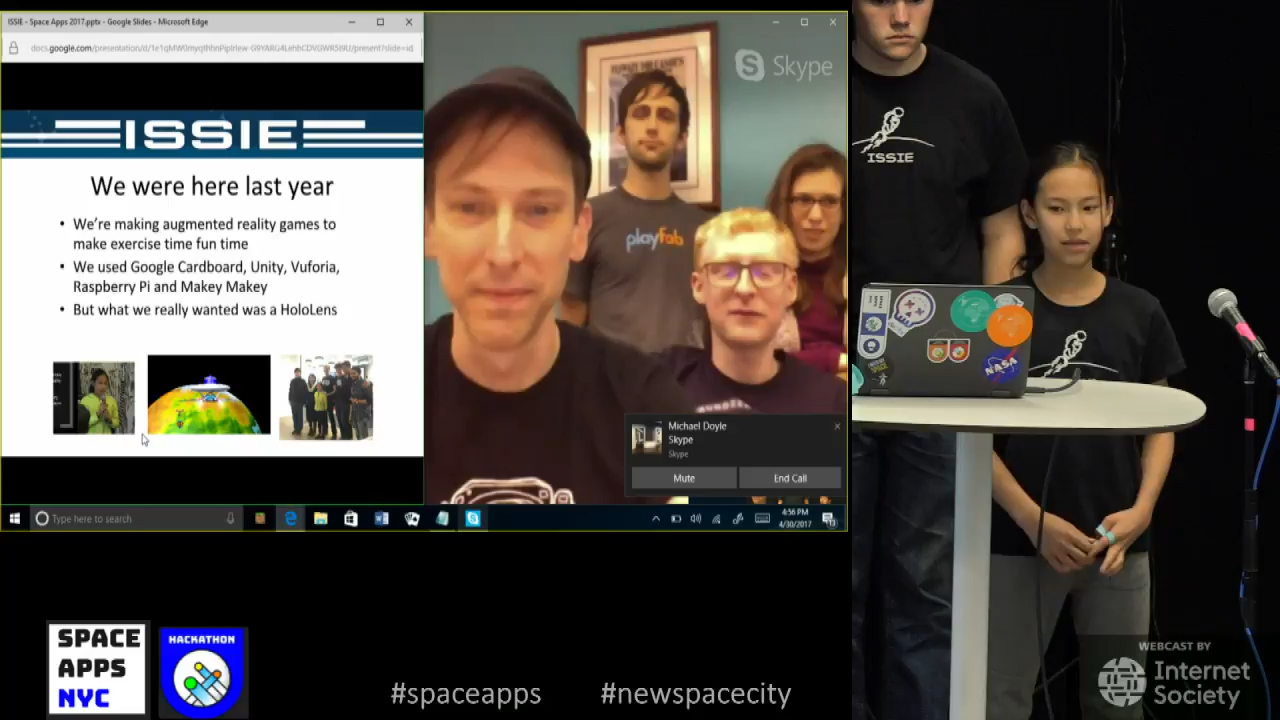 ISSIE - Space Apps 2017.pptx - Google Slides - Microsoft Edge
ISSIE
We were here last year
• We're making augmented reality games to
make exercise time fun time
• We used Google Cardboard, Unity, Vuforia,
Raspberry Pi and Makey Makey
• But what we really wanted was a HoloLens
Type here to search
Skype
playfab
Michael Doyle
Skype
Skype
Mute
End Call
4:56 PM
4/30/2017
ISSIE
NASA
SPACE
APPS
NYC
HACKATHON
#spaceapps
#newspacecity
WEBCAST BY
Internet
Society